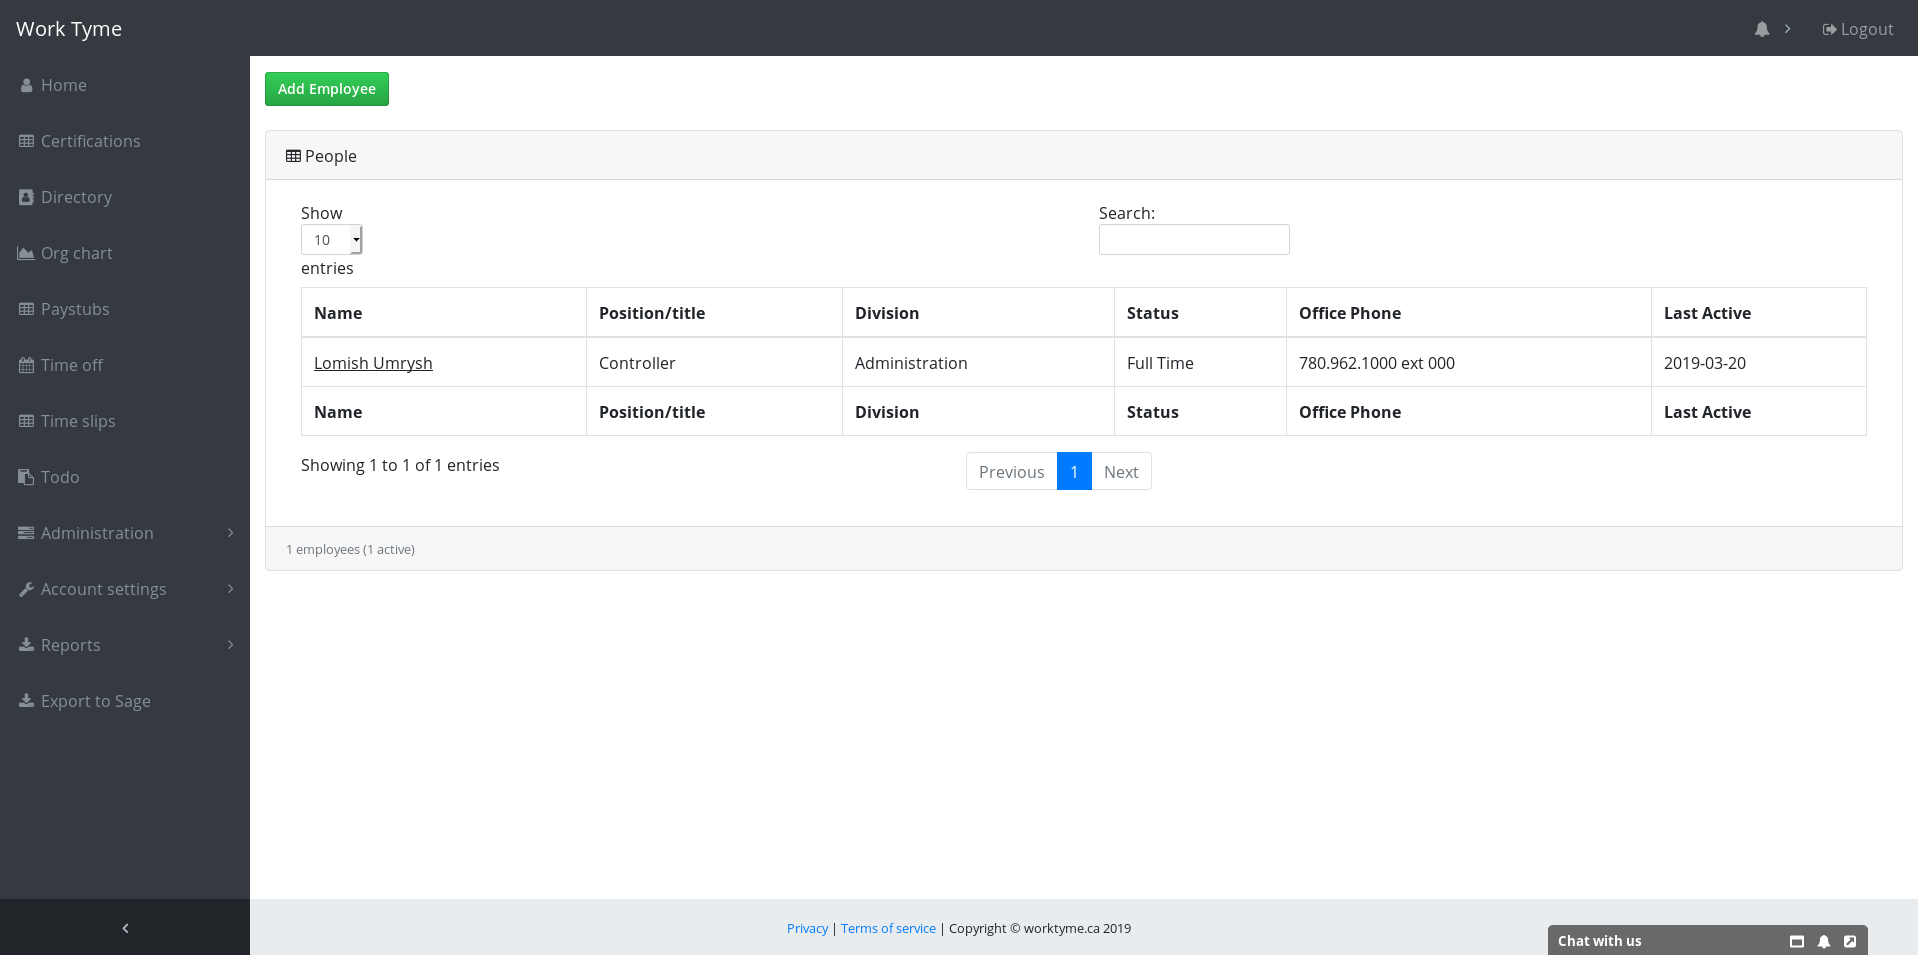 Work Tyme
Logout
Home
Certifications
Directory
Org chart
Paystubs
Time off
Time slips
Todo
Administration
Account settings
Reports
Export to Sage
Add Employee
People
Show
10
entries
Search:
Name Position/title Division Status Office Phone Last Active
Lomish Umrysh Controller Administration Full Time 780.962.1000 ext 000 2019-03-20
Name Position/title Division Status Office Phone Last Active
Showing 1 to 1 of 1 entries
Previous 1 Next
1 employees (1 active)
Privacy | Terms of service | Copyright © worktyme.ca 2019
Chat with us